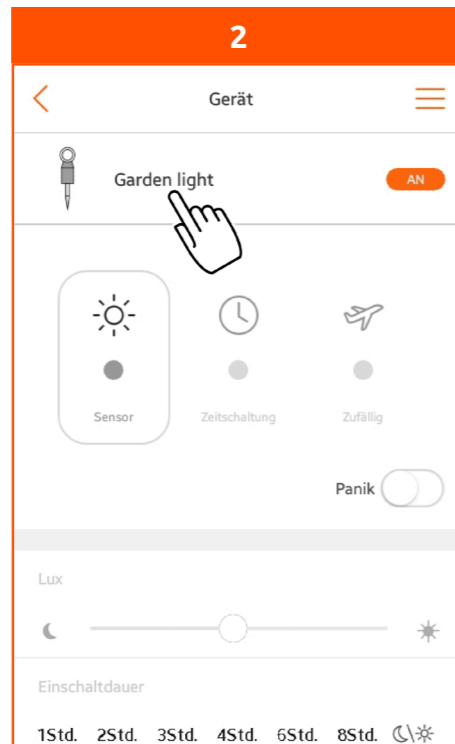 2
Gerät
Garden light
AN
Sensor Zeitschaltung Zufällig
Panik
Lux
Einschaltdauer
1Std. 2Std. 3Std. 4Std. 6Std. 8Std.